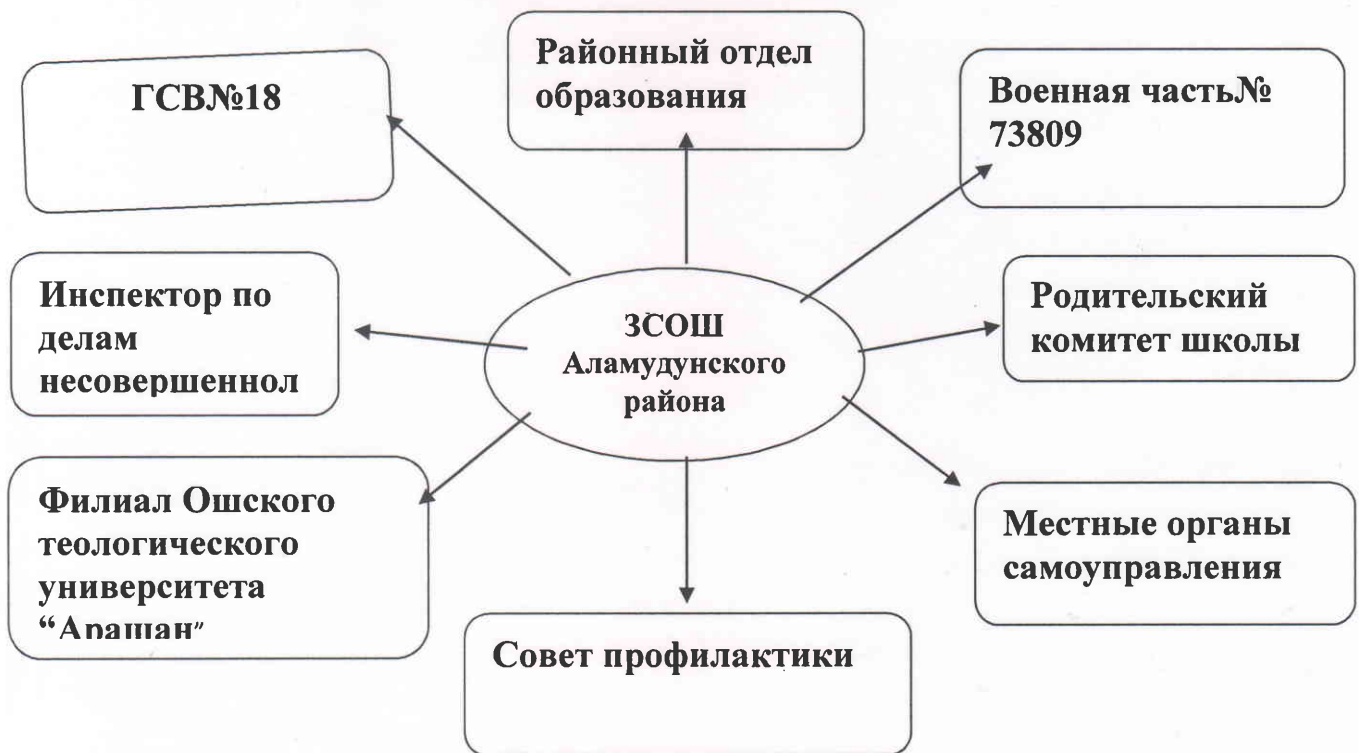 ГСВ№18
Районный отдел
образования
Военная часть№
73809
Инспектор по
делам
несовершеннол
ЗСОШ
Аламудунского
района
Родительский
комитет школы
Филиал Ошского
теологического
университета
“Арашан”
Местные органы
самоуправления
Совет профилактики